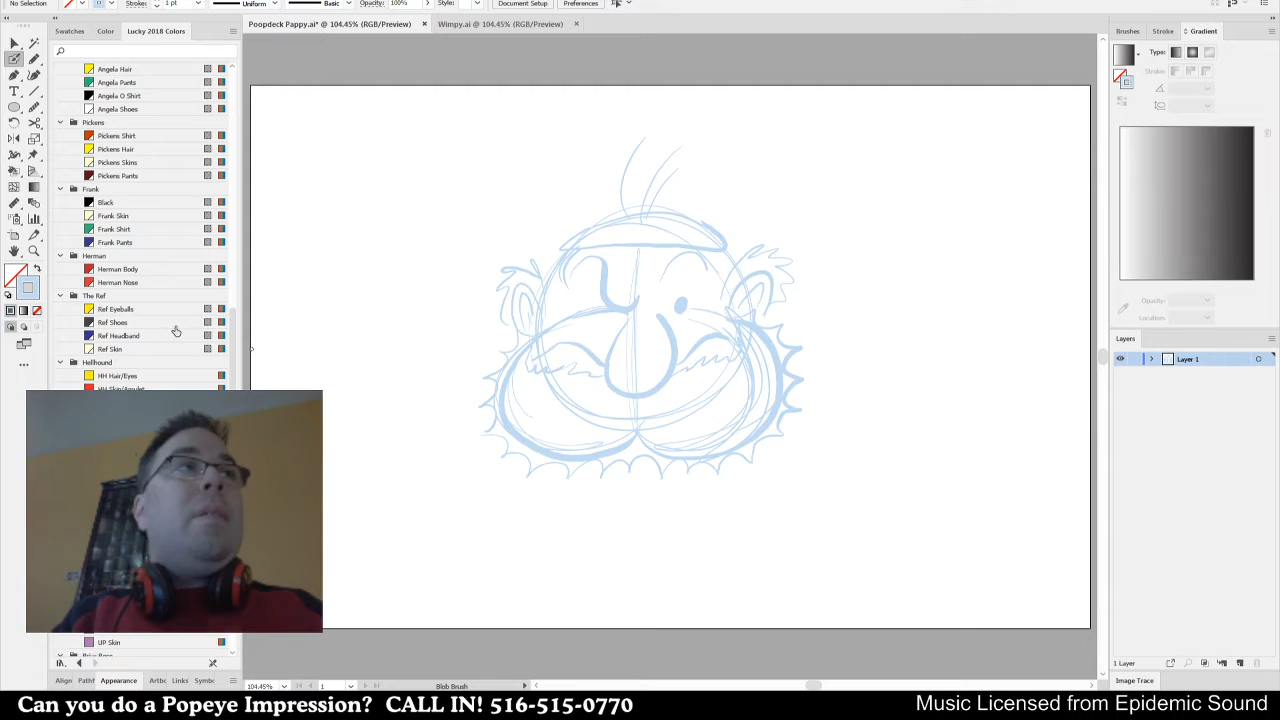 No Selection
Stroke:
1 pt
Uniform
Basic
Opacity:
100%
Style:
Document Setup
Preferences
Poopdeck Pappy.ai* @ 104.45% (RGB/Preview)
Wimpy.ai @ 104.45% (RGB/Preview)
Swatches
Color
Lucky 2018 Colors
Angela Hair
Angela Pants
Angela O Shirt
Angela Shoes
Pickens
Pickens Shirt
Pickens Hair
Pickens Skins
Pickens Pants
Frank
Black
Frank Skin
Frank Shirt
Frank Pants
Herman
Herman Body
Herman Nose
The Ref
Ref Eyeballs
Ref Shoes
Ref Headband
Ref Skin
Hellhound
HH Hair/Eyes
UP Skin
Align
Appearance
Links
104.45%
1
Blob Brush
Brushes
Stroke
Gradient
Type:
Stroke:
Opacity:
Location:
Layers
Layer 1
1 Layer
Image Trace
Can you do a Popeye Impression? CALL IN! 516-515-0770
Music Licensed from Epidemic Sound